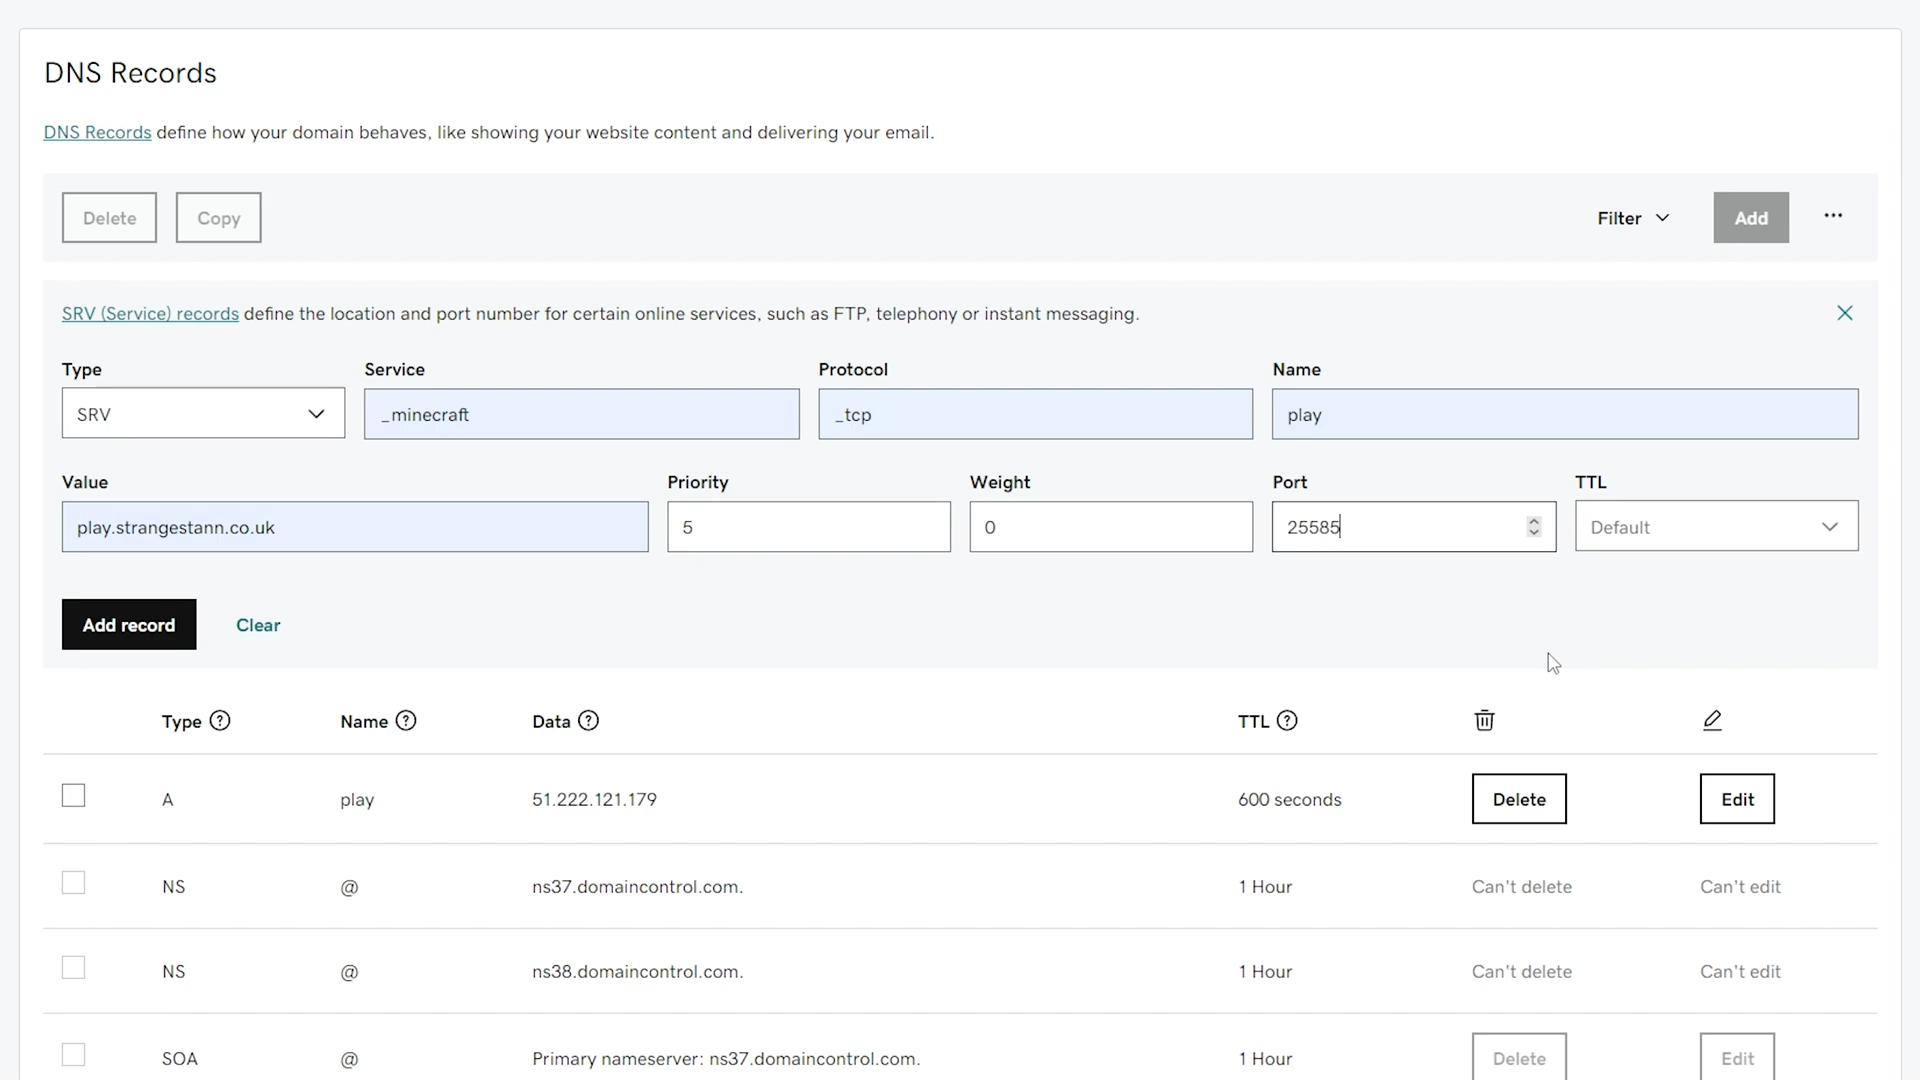 DNS Records
DNS Records define how your domain behaves, like showing your website content and delivering your email.
Delete Copy Filter Add ...
SRV (Service) records define the location and port number for certain online services, such as FTP, telephony or instant messaging.
Type Service Protocol Name
SRV _minecraft _tcp play
Value Priority Weight Port TTL
play.strangestann.co.uk 5 0 25585 Default
Add record Clear
Type Name Data TTL
A play 51.222.121.179 600 seconds Delete Edit
NS @ ns37.domaincontrol.com. 1 Hour Can't delete Can't edit
NS @ ns38.domaincontrol.com. 1 Hour Can't delete Can't edit
SOA @ Primary nameserver: ns37.domaincontrol.com. 1 Hour Delete Edit